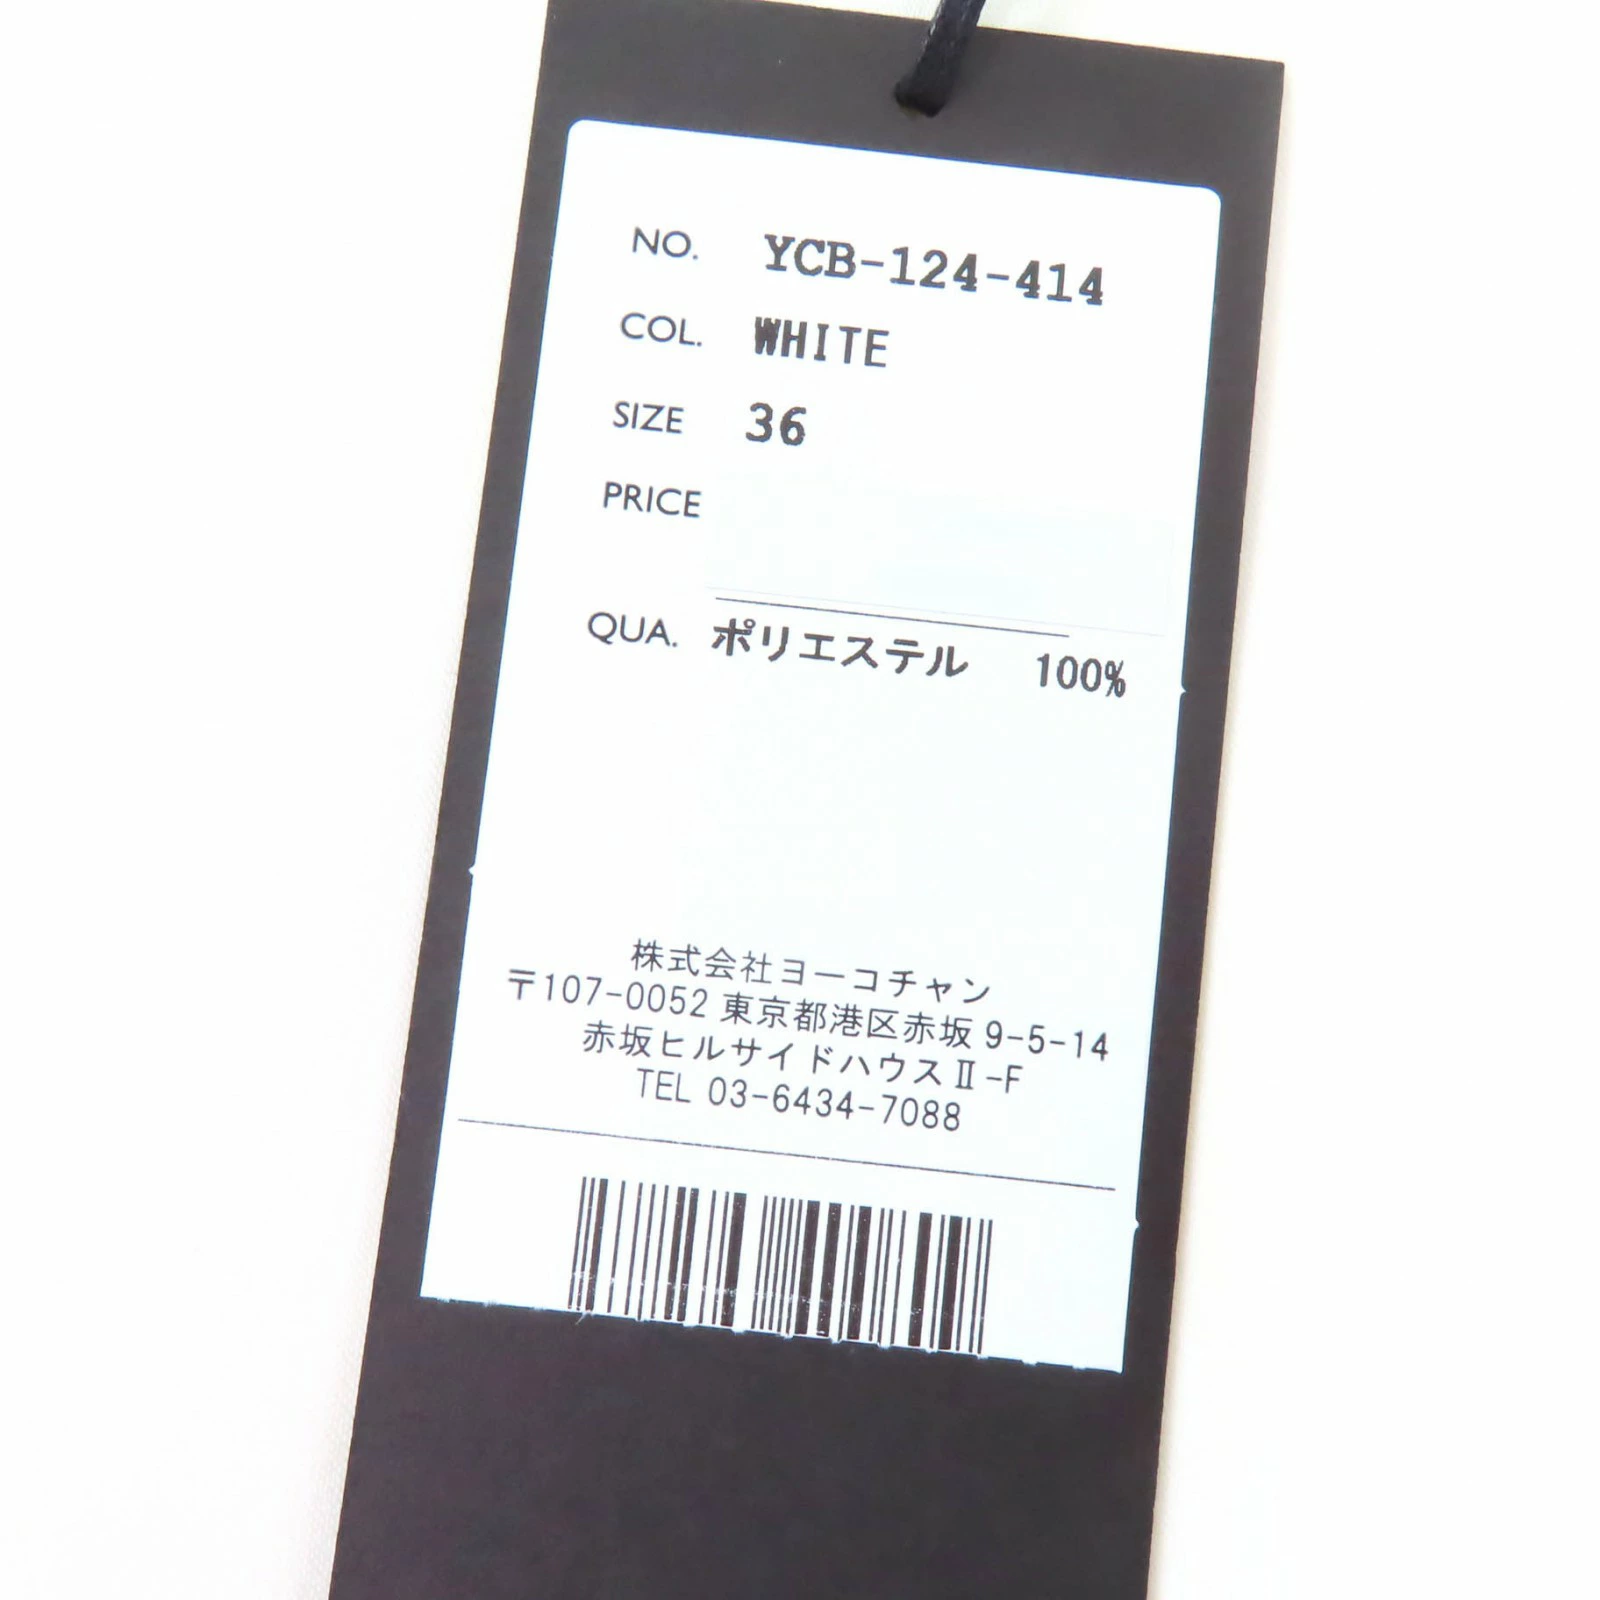 NO. YCB-124-414
COL. WHITE
SIZE 36
PRICE
QUA. ポリエステル 100%
株式会社ヨーコチャン
〒107-0052 東京都港区赤坂 9-5-14
赤坂ヒルサイドハウスⅡ-F
TEL 03-6434-7088